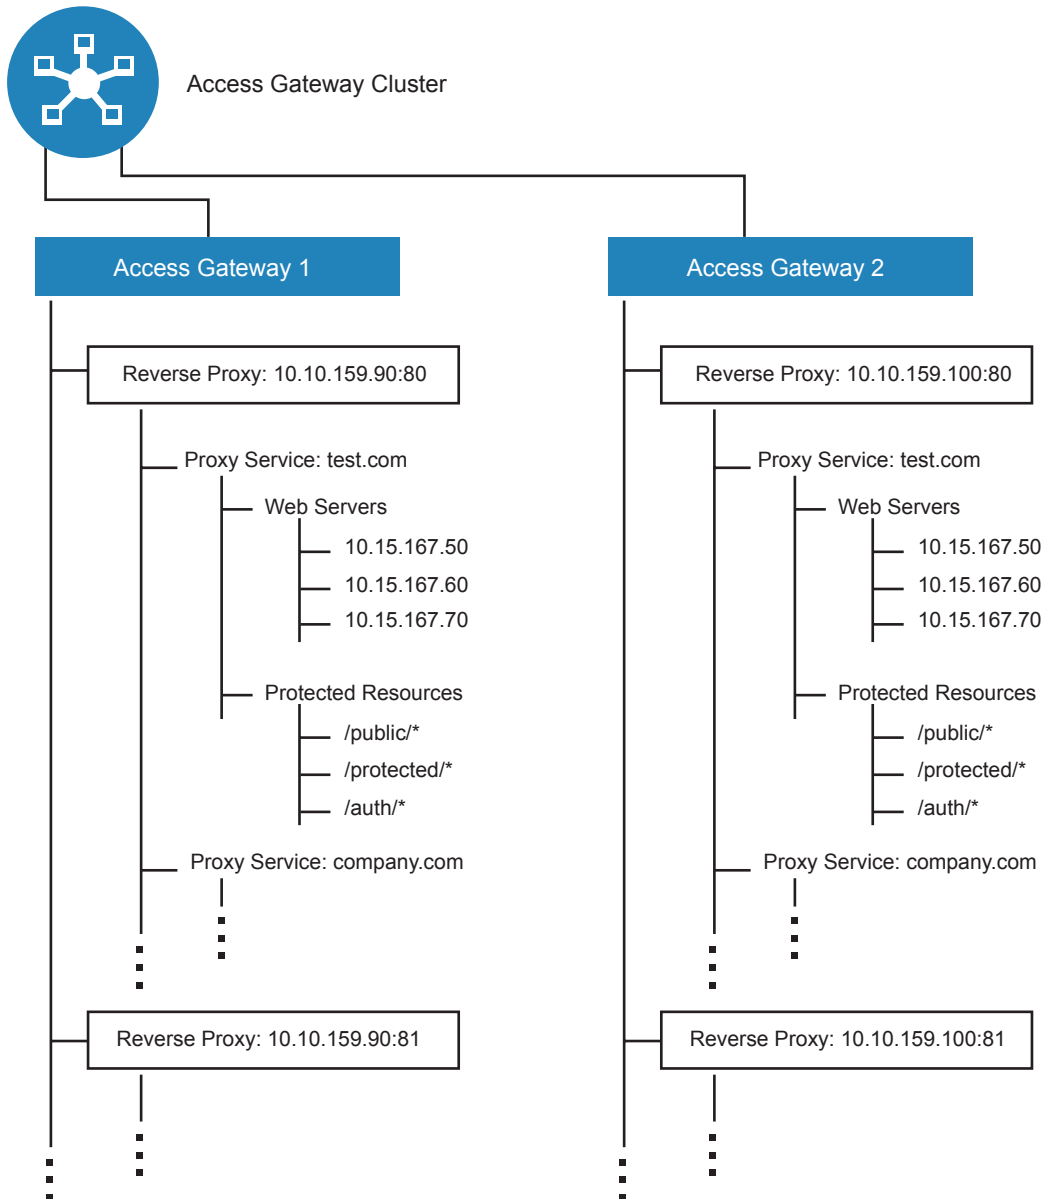 Access Gateway Cluster
Access Gateway 1
Reverse Proxy: 10.10.159.90:80
Proxy Service: test.com
Web Servers
10.15.167.50
10.15.167.60
10.15.167.70
Protected Resources
/public/*
/protected/*
/auth/*
Proxy Service: company.com
Reverse Proxy: 10.10.159.90:81
Access Gateway 2
Reverse Proxy: 10.10.159.100:80
Proxy Service: test.com
Web Servers
10.15.167.50
10.15.167.60
10.15.167.70
Protected Resources
/public/*
/protected/*
/auth/*
Proxy Service: company.com
Reverse Proxy: 10.10.159.100:81